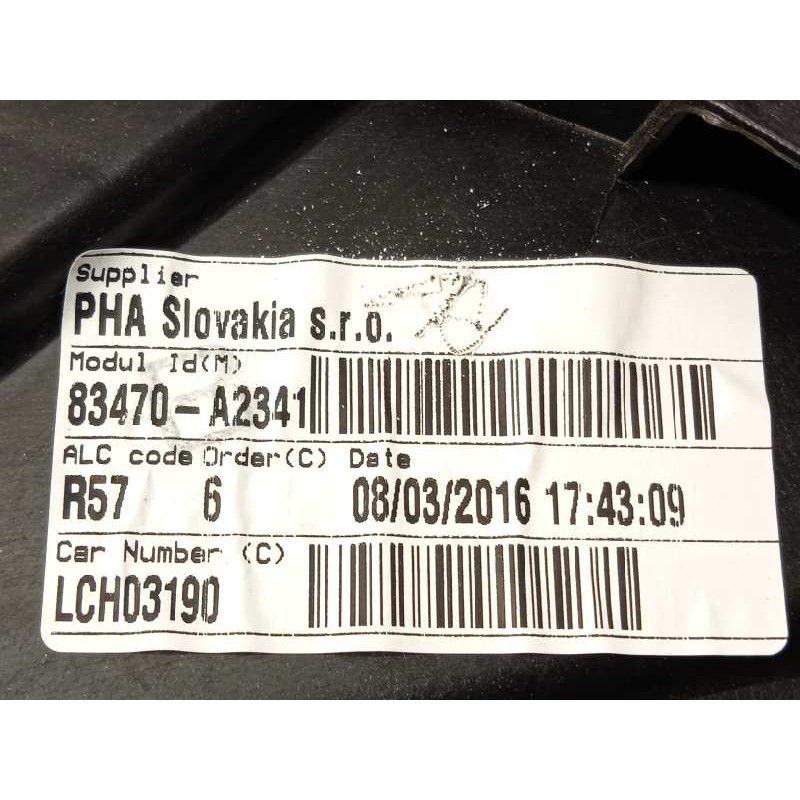 Supplier
PHA Slovakia s.r.o.
Modul Id(M)
83470-A2341
ALC code Order(C) Date
R57 6 08/03/2016 17:43:09
Car Number (C)
LCH03190